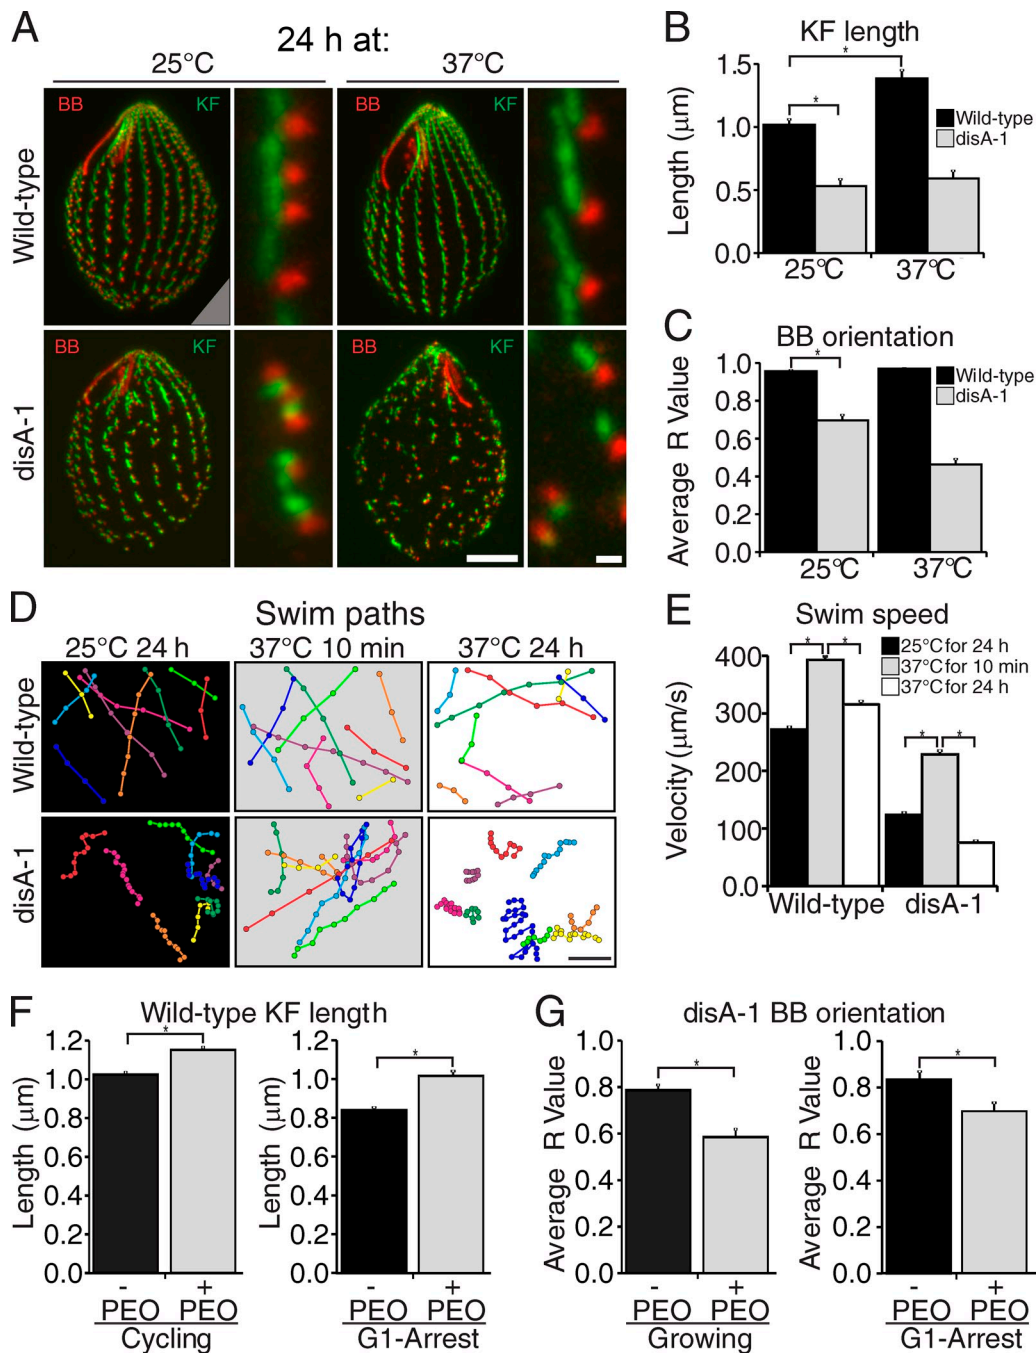 A
24 h at:
25°C
37°C
Wild-type
BB
KF
BB
KF
disA-1
BB
KF
BB
KF
B
KF length
*
*
Length (μm)
1.5
1.0
0.5
0.0
Wild-type
disA-1
25°C
37°C
C
BB orientation
*
Average R Value
1.0
0.8
0.6
0.4
0.2
0.0
Wild-type
disA-1
25°C
37°C
D
Swim paths
25°C 24 h
37°C 10 min
37°C 24 h
Wild-type
disA-1
E
Swim speed
* *
* *
25°C for 24 h
37°C for 10 min
37°C for 24 h
Velocity (μm/s)
400
300
200
100
0.0
Wild-type
disA-1
F
Wild-type KF length
*
Length (μm)
1.2
1.0
0.8
0.6
0.4
0.2
0.0
- +
PEO PEO
Cycling
*
Length (μm)
1.2
1.0
0.8
0.6
0.4
0.2
0.0
- +
PEO PEO
G1-Arrest
G
disA-1 BB orientation
*
Average R Value
1.0
0.8
0.6
0.4
0.2
0.0
- +
PEO PEO
Growing
*
Average R Value
1.0
0.8
0.6
0.4
0.2
0.0
- +
PEO PEO
G1-Arrest